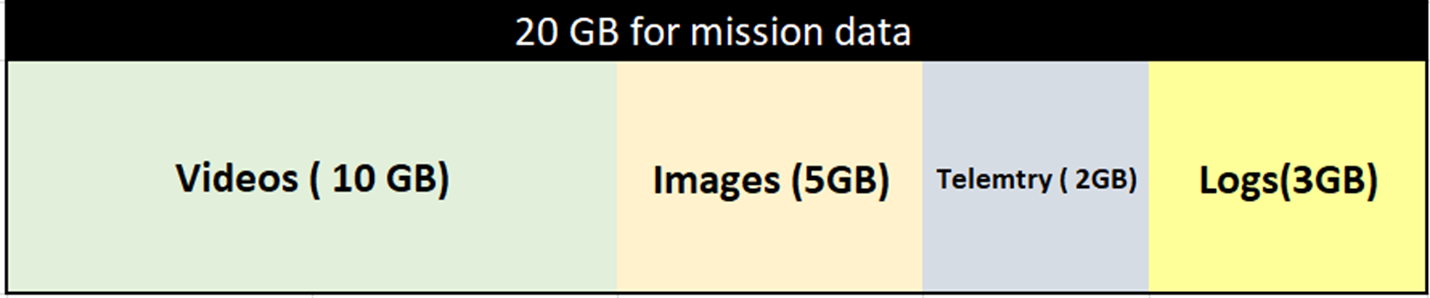 20 GB for mission data
Videos ( 10 GB)
Images (5GB)
Telemtry ( 2GB)
Logs(3GB)